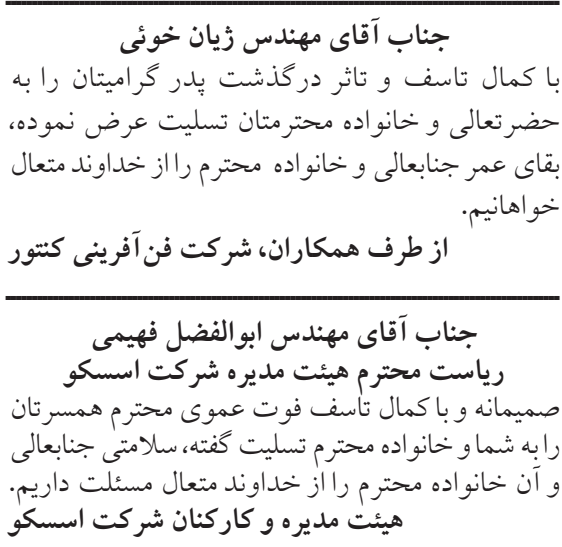 جناب آقای مهندس ژیان خوئی
با کمال تاسف و تاثر درگذشت پدر گرامیتان را به
حضرتعالی و خانواده محترمتان تسلیت عرض نموده،
بقای عمر جنابعالی و خانواده محترم را از خداوند متعال
خواهانیم.
از طرف همکاران، شرکت فن‌آفرینی کنتور
جناب آقای مهندس ابوالفضل فهیمی
ریاست محترم هیئت مدیره شرکت اسسکو
صمیمانه و با کمال تاسف فوت عموی محترم همسرتان
را به شما و خانواده محترم تسلیت گفته، سلامتی جنابعالی
و آن خانواده محترم را از خداوند متعال مسئلت داریم.
هیئت مدیره و کارکنان شرکت اسسکو